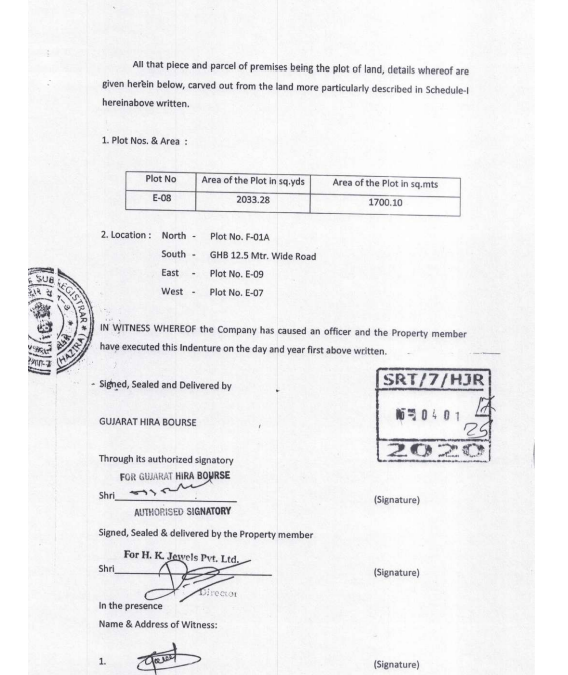 All that piece and parcel of premises being the plot of land, details whereof are
given herein below, carved out from the land more particularly described in Schedule-I
hereinabove written.
1. Plot Nos. & Area :
Plot No Area of the Plot in sq.yds Area of the Plot in sq.mts
E-08 2033.28 1700.10
2. Location : North - Plot No. F-01A
South - GHB 12.5 Mtr. Wide Road
East - Plot No. E-09
West - Plot No. E-07
SUB REGISTRAR
(HAZIRA)
IN WITNESS WHEREOF the Company has caused an officer and the Property member
have executed this Indenture on the day and year first above written.
SRT/7/HJR
0401
25
2020
- Signed, Sealed and Delivered by
GUJARAT HIRA BOURSE
Through its authorized signatory
FOR GUJARAT HIRA BOURSE
Shri
(Signature)
AUTHORISED SIGNATORY
Signed, Sealed & delivered by the Property member
For H. K. Jewels Pvt. Ltd.
Shri
(Signature)
Director
In the presence
Name & Address of Witness:
1. (Signature)